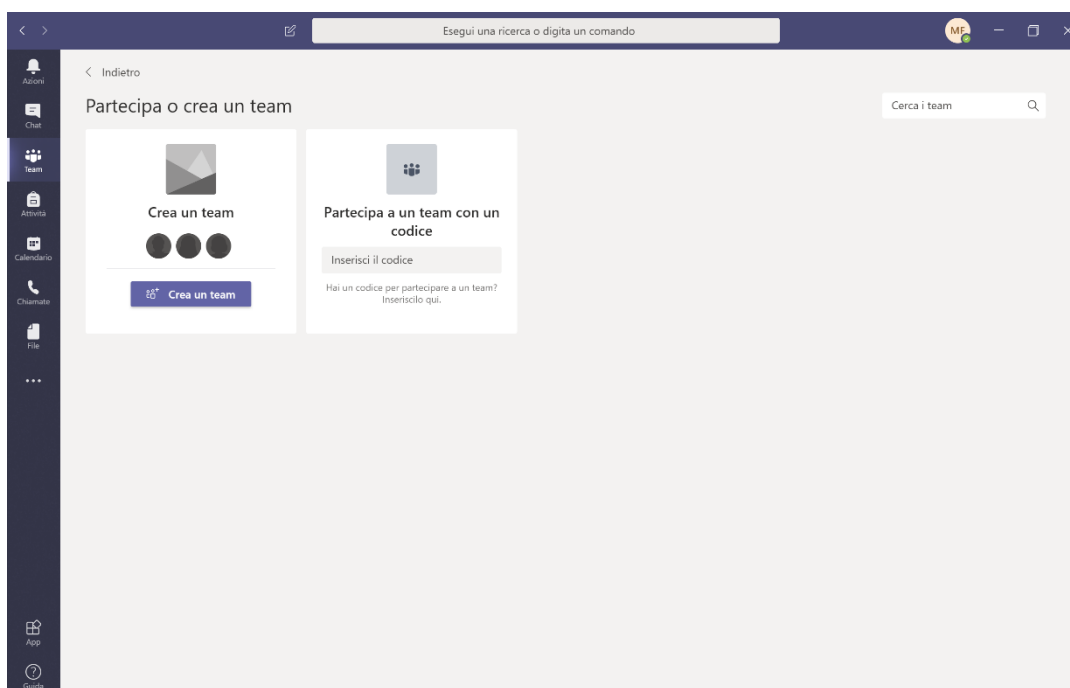 Esegui una ricerca o digita un comando
MF
Azioni
Chat
Team
Attività
Calendario
Chiamate
File
App
Guida
Indietro
Partecipa o crea un team
Cerca i team
Crea un team
Crea un team
Partecipa a un team con un
codice
Inserisci il codice
Hai un codice per partecipare a un team?
Inseriscilo qui.